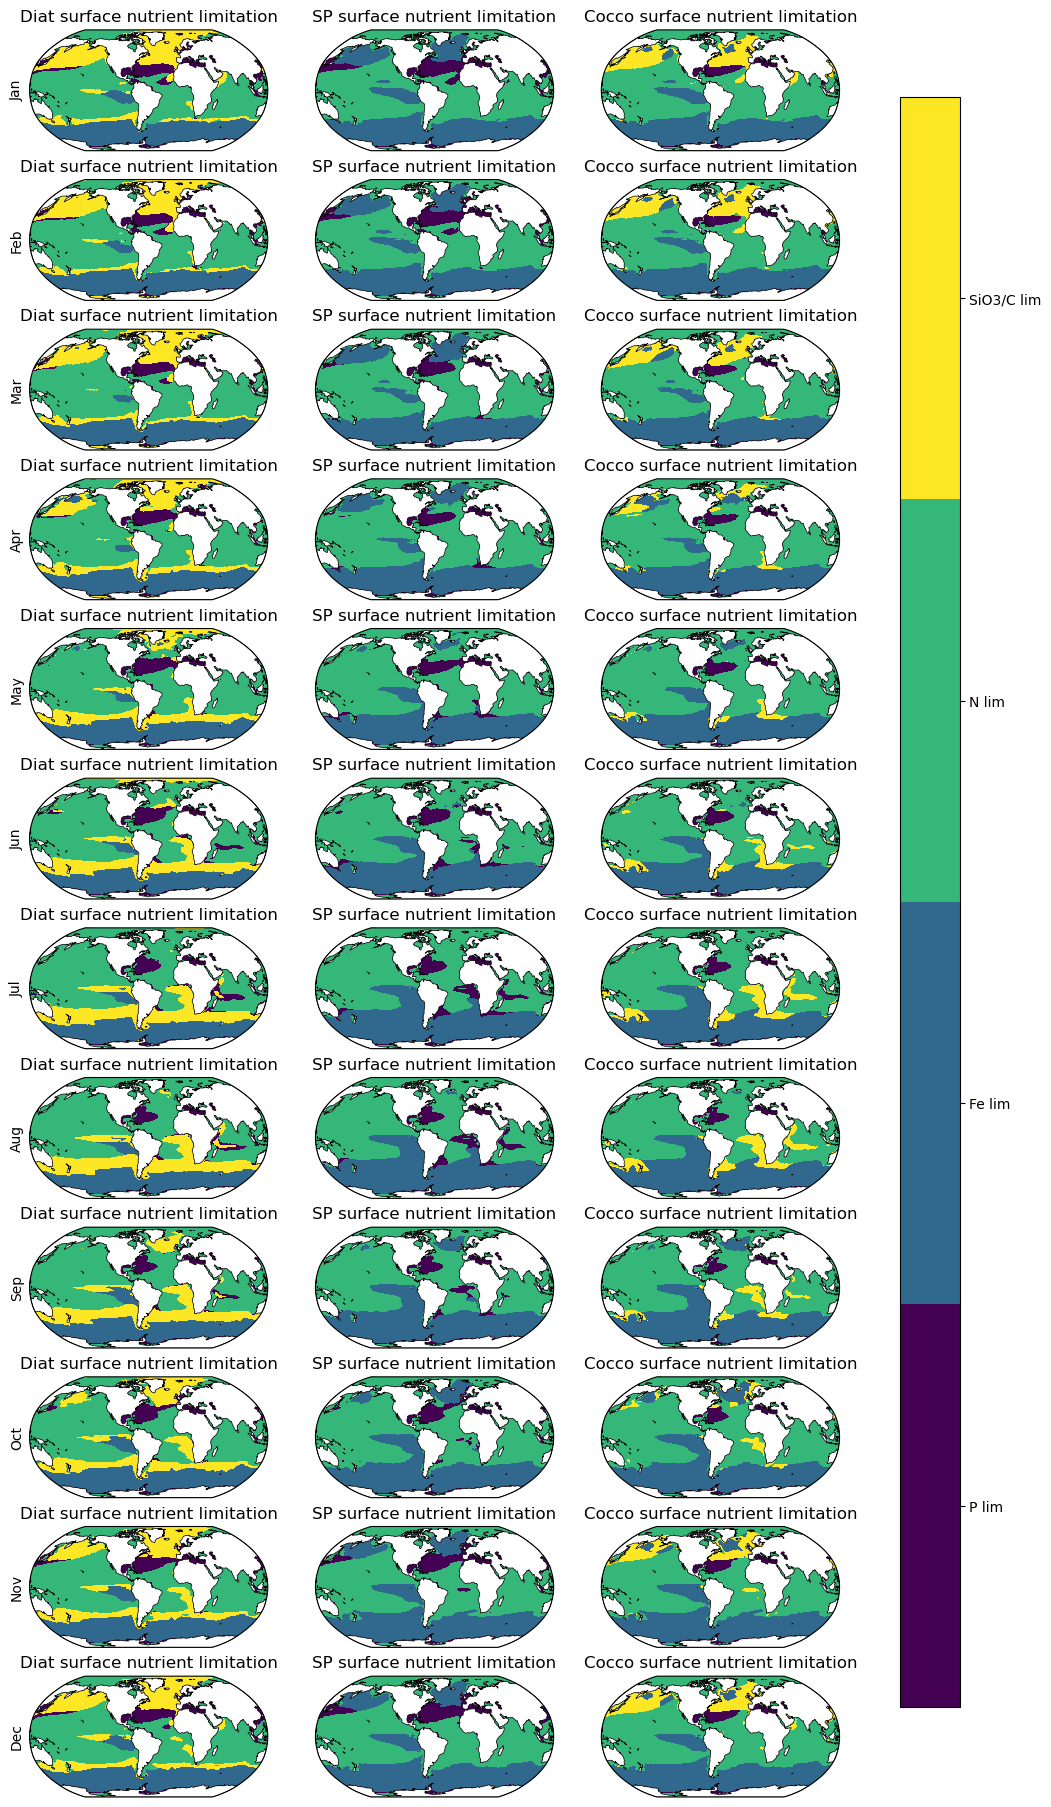 Diat surface nutrient limitation SP surface nutrient limitation Cocco surface nutrient limitation
Jan
Diat surface nutrient limitation SP surface nutrient limitation Cocco surface nutrient limitation
Feb
Diat surface nutrient limitation SP surface nutrient limitation Cocco surface nutrient limitation
SiO3/C lim
Mar
Diat surface nutrient limitation SP surface nutrient limitation Cocco surface nutrient limitation
Apr
Diat surface nutrient limitation SP surface nutrient limitation Cocco surface nutrient limitation
May
N lim
Diat surface nutrient limitation SP surface nutrient limitation Cocco surface nutrient limitation
Jun
Diat surface nutrient limitation SP surface nutrient limitation Cocco surface nutrient limitation
Jul
Diat surface nutrient limitation SP surface nutrient limitation Cocco surface nutrient limitation
Fe lim
Aug
Diat surface nutrient limitation SP surface nutrient limitation Cocco surface nutrient limitation
Sep
Diat surface nutrient limitation SP surface nutrient limitation Cocco surface nutrient limitation
Oct
P lim
Diat surface nutrient limitation SP surface nutrient limitation Cocco surface nutrient limitation
Nov
Diat surface nutrient limitation SP surface nutrient limitation Cocco surface nutrient limitation
Dec